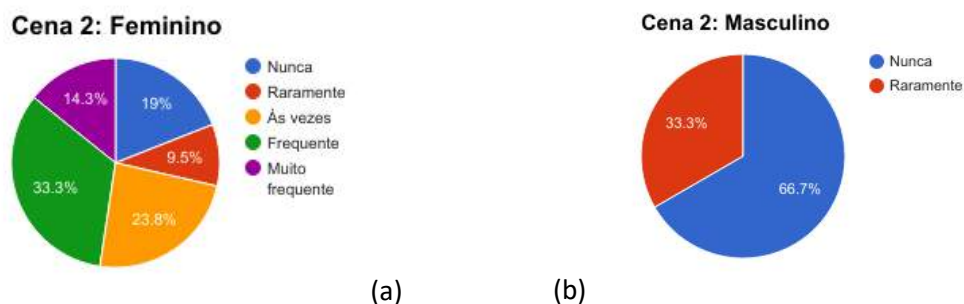 Cena 2: Feminino
Nunca
Raramente
Às vezes
Frequente
Muito
frequente
19%
9.5%
23.8%
33.3%
14.3%
(a)
Cena 2: Masculino
Nunca
Raramente
33.3%
66.7%
(b)